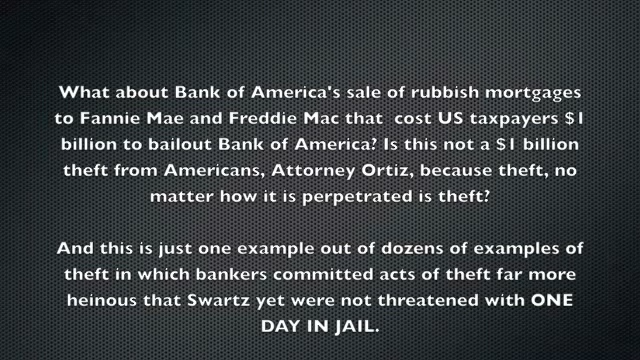 What about Bank of America's sale of rubbish mortgages
to Fannie Mae and Freddie Mac that cost US taxpayers $1
billion to bailout Bank of America? Is this not a $1 billion
theft from Americans, Attorney Ortiz, because theft, no
matter how it is perpetrated is theft?
And this is just one example out of dozens of examples of
theft in which bankers committed acts of theft far more
heinous that Swartz yet were not threatened with ONE
DAY IN JAIL.